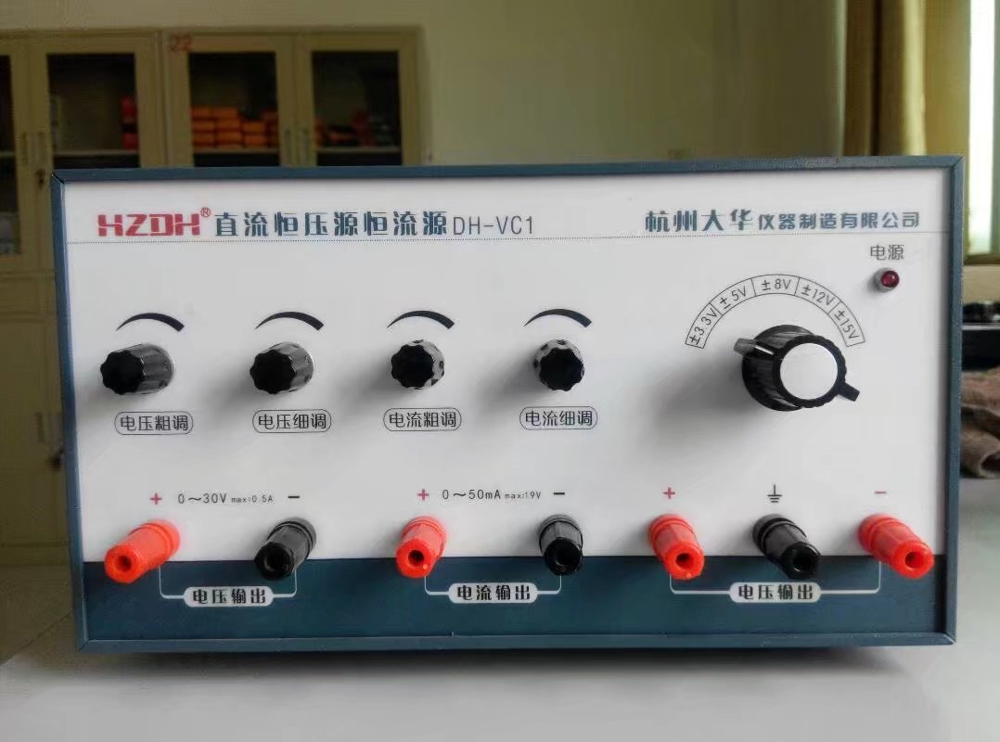 22
HZDH® 直流恒压源恒流源 DH-VC1
杭州大华仪器制造有限公司
电源
±3.3V ±5V ±8V ±12V ±15V
电压粗调 电压细调 电流粗调 电流细调
+ 0~30V max:0.5A −
+ 0~50mA max:19V −
+ ⏚ −
电压输出 电流输出 电压输出